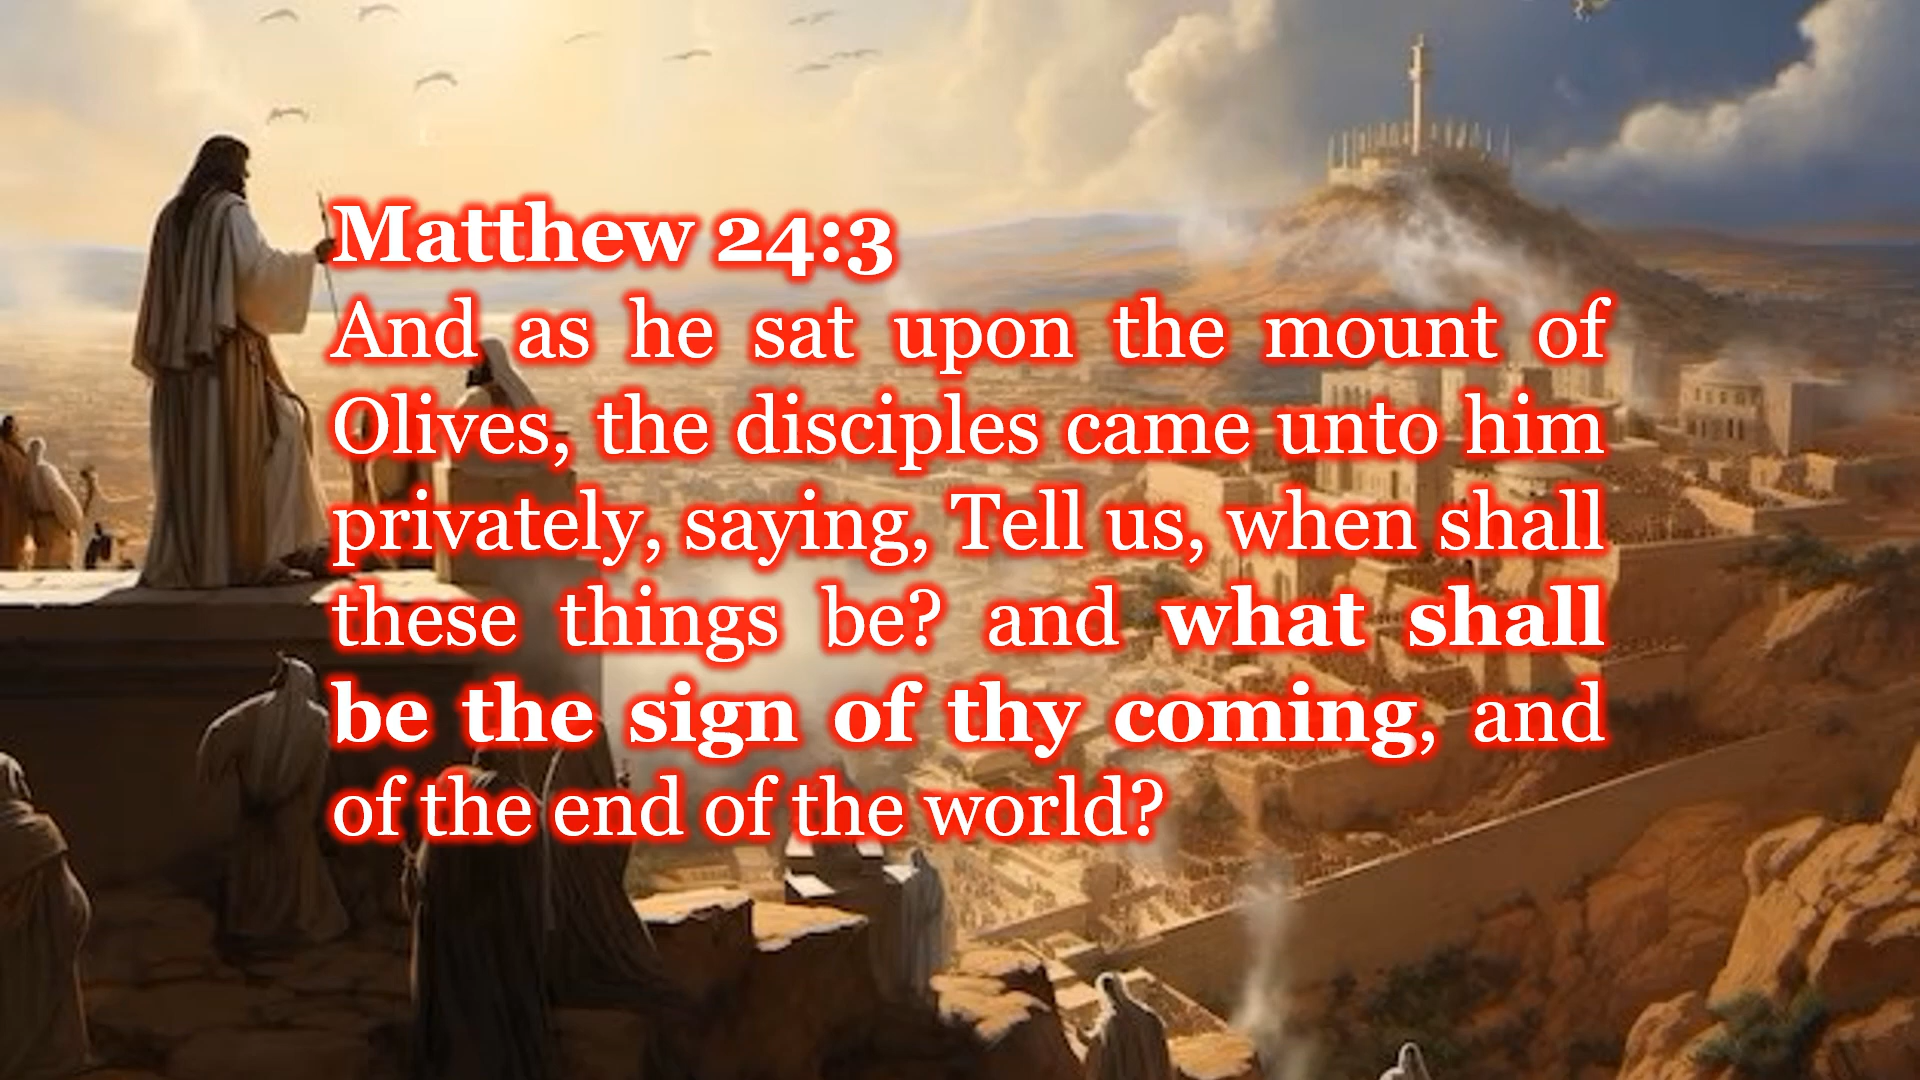 Matthew 24:3
And as he sat upon the mount of
Olives, the disciples came unto him
privately, saying, Tell us, when shall
these things be? and what shall
be the sign of thy coming, and
of the end of the world?